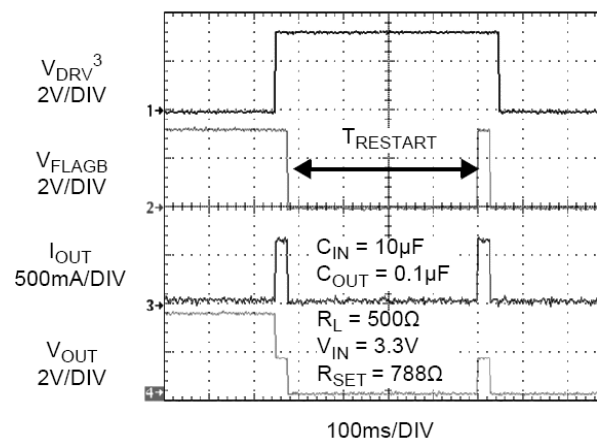 V_DRV^3
2V/DIV
1
T_RESTART
V_FLAGB
2V/DIV
2
I_OUT
500mA/DIV
C_IN = 10µF
C_OUT = 0.1µF
3
R_L = 500Ω
V_IN = 3.3V
R_SET = 788Ω
V_OUT
2V/DIV
4
100ms/DIV